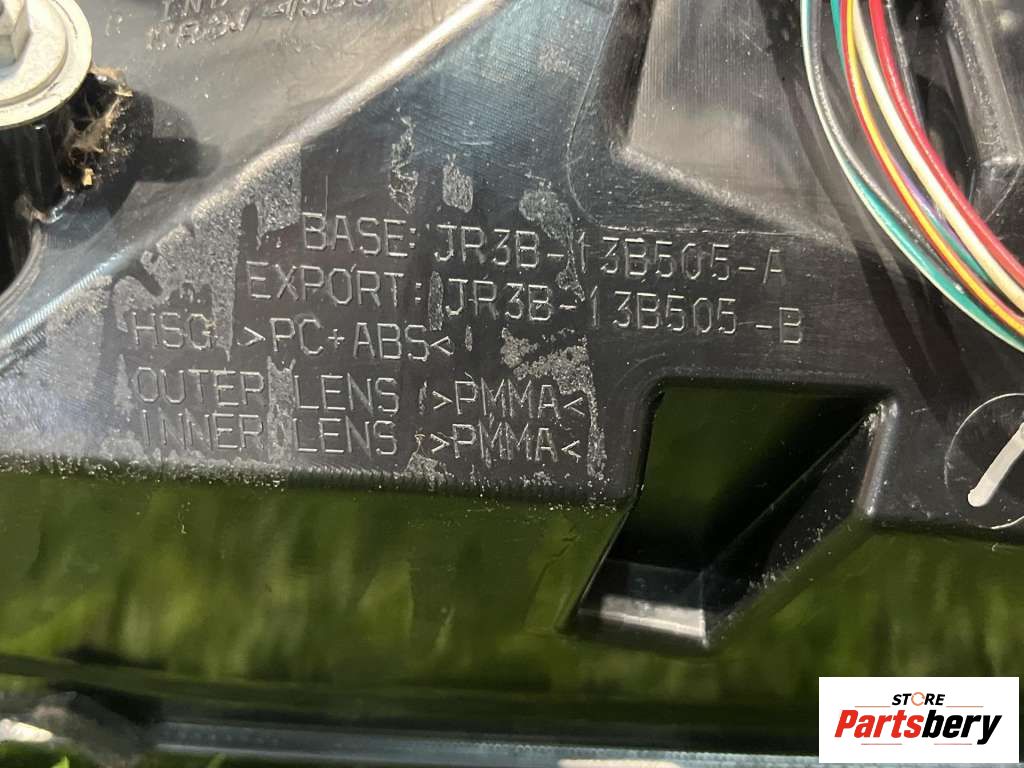 BASE: JR3B-13B505-A
EXPORT: JR3B-13B505-B
HSG >PC+ABS<
OUTER LENS >PMMA<
INNER LENS >PMMA<
STORE
Partsbery